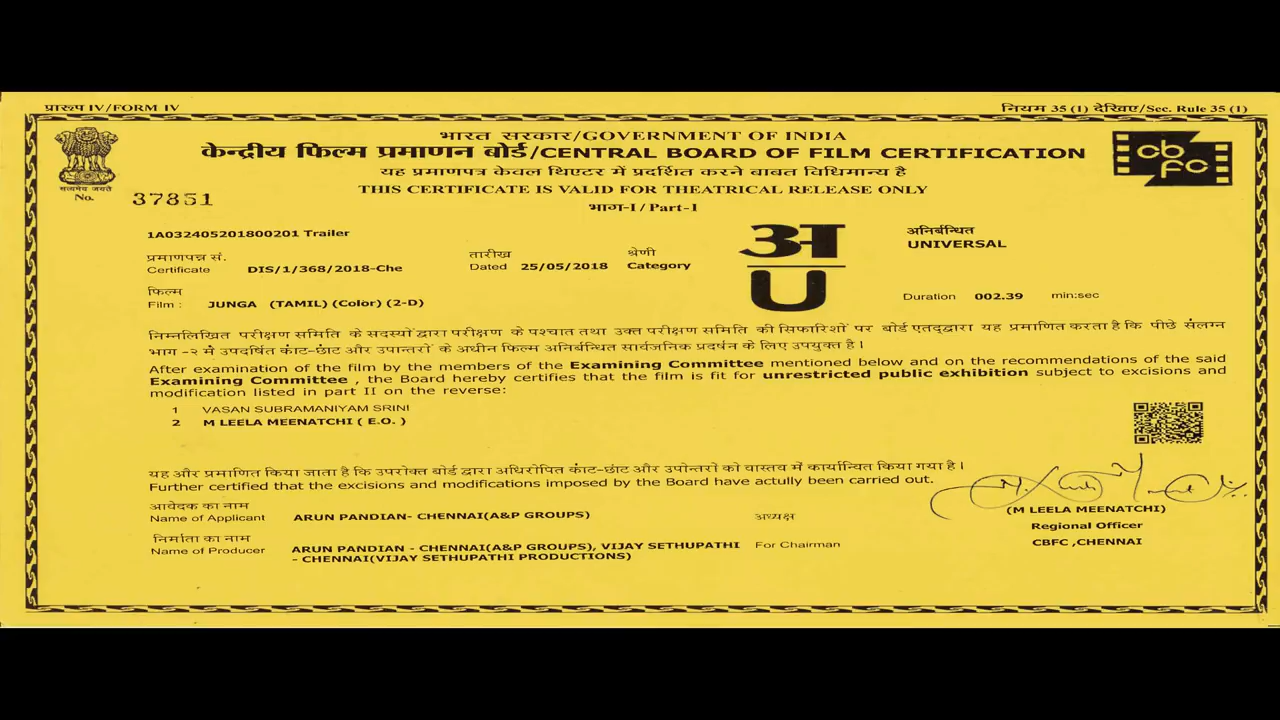 प्रारूप IV/FORM IV
नियम 35 (1) देखिए/Sec. Rule 35 (1)
भारत सरकार/GOVERNMENT OF INDIA
केन्द्रीय फिल्म प्रमाणन बोर्ड/CENTRAL BOARD OF FILM CERTIFICATION
यह प्रमाणपत्र केवल थिएटर में प्रदर्शित करने बाबत विधिमान्य है
THIS CERTIFICATE IS VALID FOR THEATRICAL RELEASE ONLY
भाग-I / Part-1
सत्यमेव जयते
No. 37851
cb
fc
1A032405201800201 Trailer
प्रमाणपत्र सं.
Certificate DIS/1/368/2018-Che
तारीख
Dated 25/05/2018
श्रेणी
Category
अ
U
अनिर्बन्धित
UNIVERSAL
फिल्म
Film : JUNGA (TAMIL) (Color) (2-D)
Duration 002.39 min:sec
निम्नलिखित परीक्षण समिति के सदस्यों द्वारा परीक्षण के पश्चात तथा उक्त परीक्षण समिति की सिफारिशों पर बोर्ड एतद्द्वारा यह प्रमाणित करता है कि पीछे संलग्न
भाग -२ में उपदर्षित कांट-छांट और उपान्तरों के अधीन फिल्म अनिर्बन्धित सार्वजनिक प्रदर्षन के लिए उपयुक्त है।
After examination of the film by the members of the Examining Committee mentioned below and on the recommendations of the said
Examining Committee , the Board hereby certifies that the film is fit for unrestricted public exhibition subject to excisions and
modification listed in part II on the reverse:
1 VASAN SUBRAMANIYAM SRINI
2 M LEELA MEENATCHI ( E.O. )
यह और प्रमाणित किया जाता है कि उपरोक्त बोर्ड द्वारा अधिरोपित कांट-छांट और उपांन्तरों को वास्तव में कार्यान्वित किया गया है।
Further certified that the excisions and modifications imposed by the Board have actully been carried out.
आवेदक का नाम
Name of Applicant ARUN PANDIAN- CHENNAI(A&P GROUPS)
अध्यक्ष
For Chairman
निर्माता का नाम
Name of Producer ARUN PANDIAN - CHENNAI(A&P GROUPS), VIJAY SETHUPATHI
- CHENNAI(VIJAY SETHUPATHI PRODUCTIONS)
(M LEELA MEENATCHI)
Regional Officer
CBFC ,CHENNAI